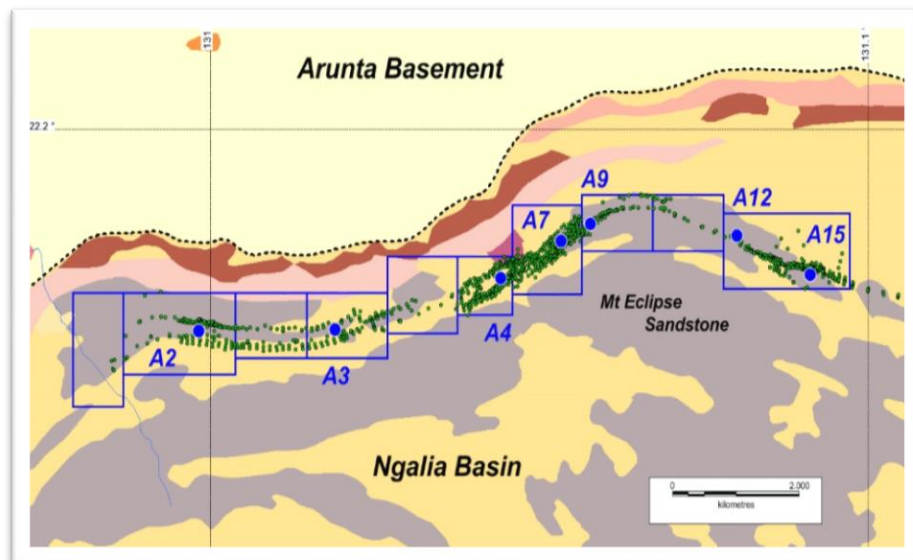 131
131.1 °
Arunta Basement
22.2 °
A9
A12
A7
A15
Mt Eclipse
Sandstone
A4
A2
A3
Ngalia Basin
0
2.000
kilometres